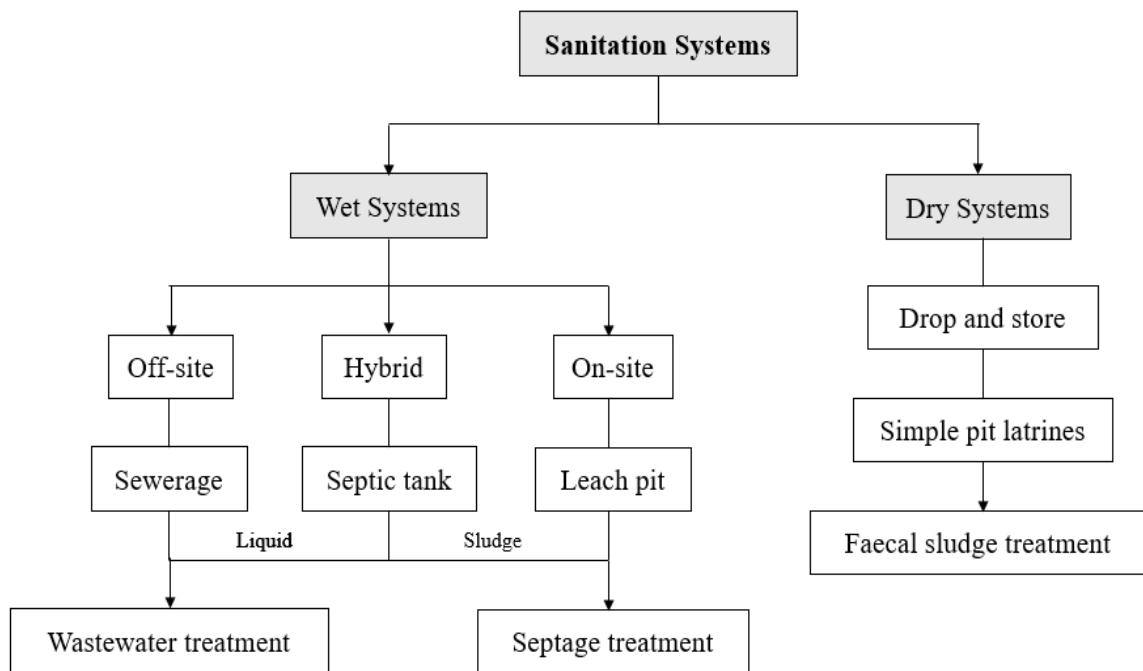 Sanitation Systems
Wet Systems
Dry Systems
Off-site
Hybrid
On-site
Drop and store
Simple pit latrines
Sewerage
Septic tank
Leach pit
Liquid
Sludge
Faecal sludge treatment
Wastewater treatment
Septage treatment